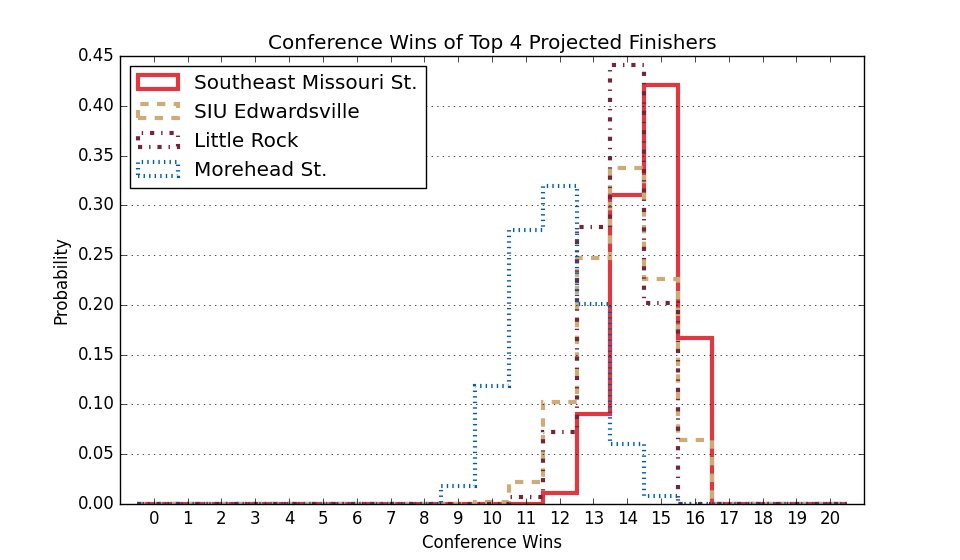 Conference Wins of Top 4 Projected Finishers
Southeast Missouri St.
SIU Edwardsville
Little Rock
Morehead St.
Probability
0.45
0.40
0.35
0.30
0.25
0.20
0.15
0.10
0.05
0.00
0 1 2 3 4 5 6 7 8 9 10 11 12 13 14 15 16 17 18 19 20
Conference Wins